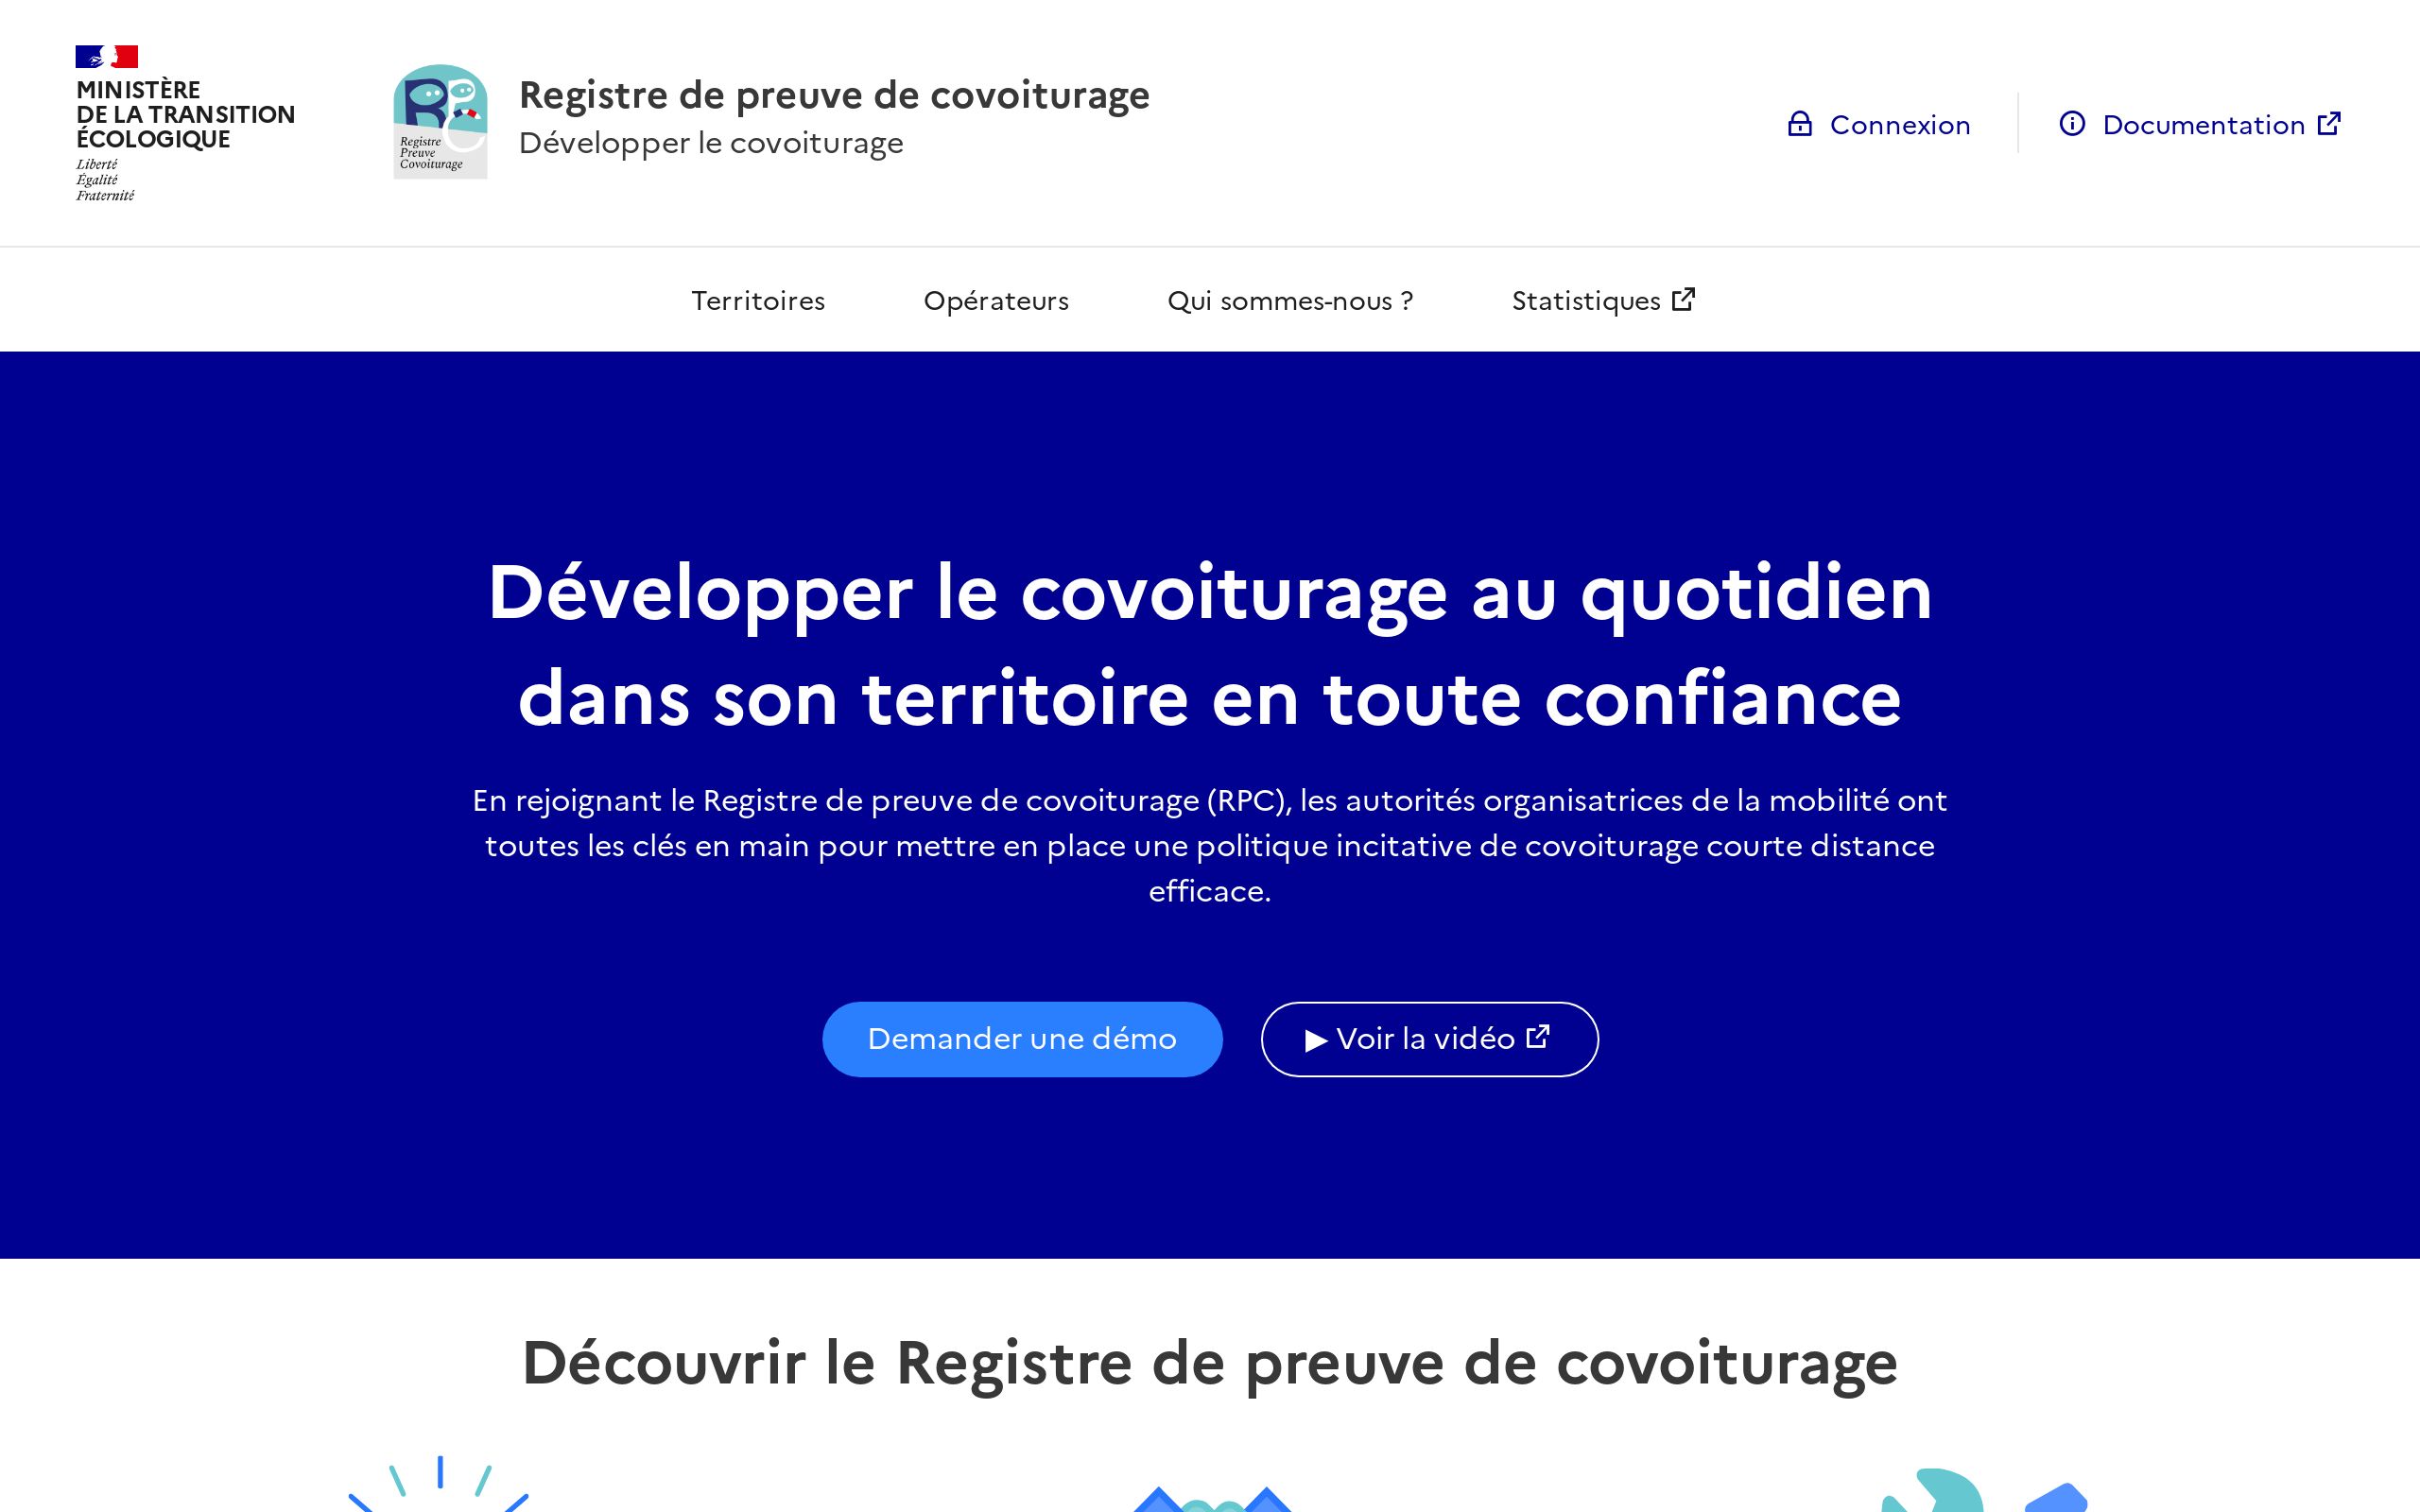 MINISTÈRE
DE LA TRANSITION
ÉCOLOGIQUE
Liberté
Égalité
Fraternité
Registre
Preuve
Covoiturage
Registre de preuve de covoiturage
Développer le covoiturage
Connexion
Documentation
Territoires
Opérateurs
Qui sommes-nous ?
Statistiques
Développer le covoiturage au quotidien
dans son territoire en toute confiance
En rejoignant le Registre de preuve de covoiturage (RPC), les autorités organisatrices de la mobilité ont
toutes les clés en main pour mettre en place une politique incitative de covoiturage courte distance
efficace.
Demander une démo
▶ Voir la vidéo
Découvrir le Registre de preuve de covoiturage